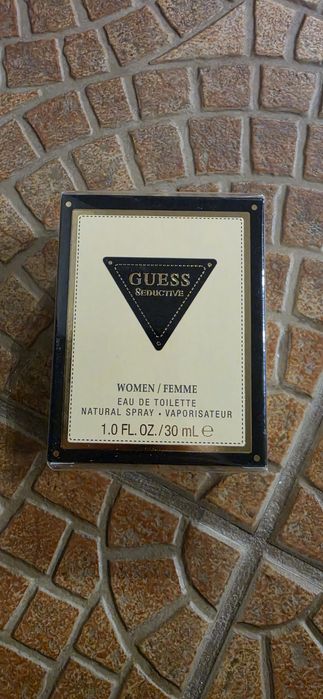 GUESS
SEDUCTIVE
WOMEN / FEMME
EAU DE TOILETTE
NATURAL SPRAY • VAPORISATEUR
1.0 FL. OZ./30 mL ℮